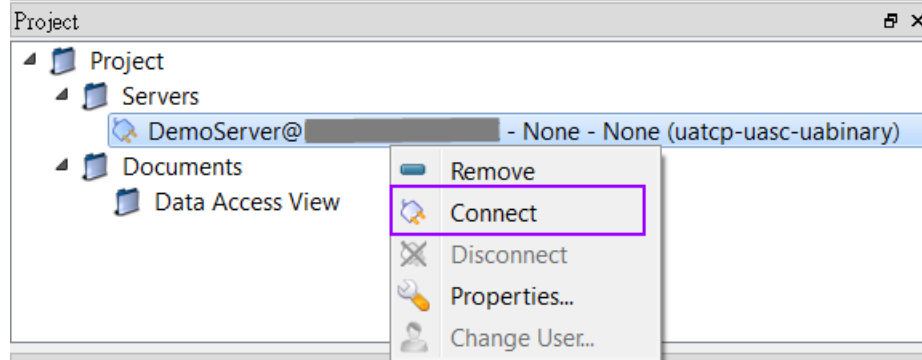 Project
Project
Servers
DemoServer@ - None - None (uatcp-uasc-uabinary)
Documents
Data Access View
Remove
Connect
Disconnect
Properties...
Change User...